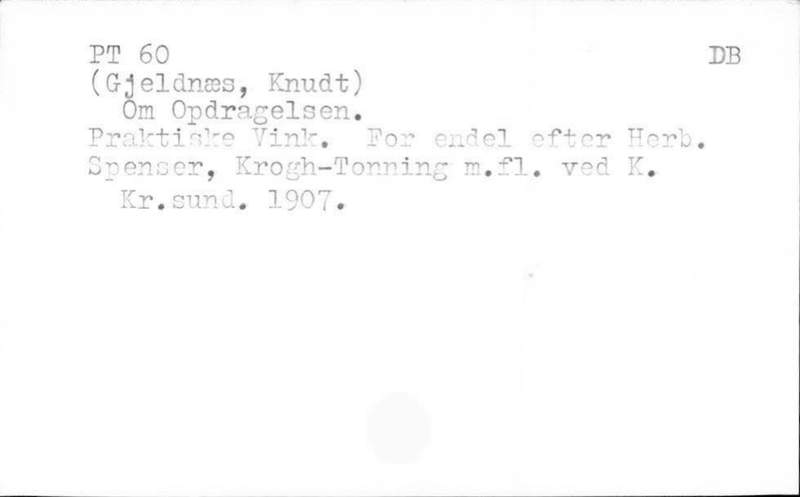 PT 60 DB
(Gjeldnæs, Knudt)
Om Opdragelsen.
Praktiske Vink. For endel efter Herb.
Spenser, Krogh-Tonning m.fl. ved K.
Kr.sund. 1907.